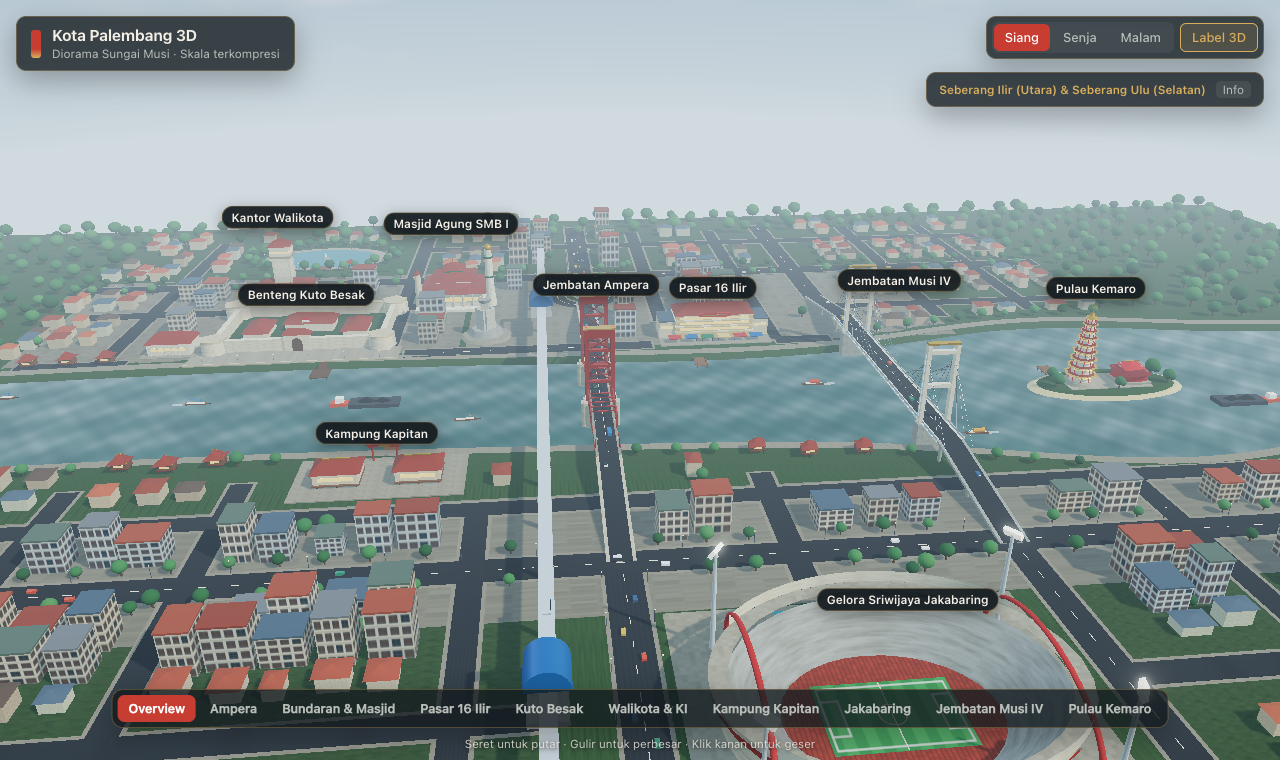 Kota Palembang 3D
Diorama Sungai Musi · Skala terkompresi
Siang
Senja
Malam
Label 3D
Seberang Ilir (Utara) & Seberang Ulu (Selatan)
Info
Kantor Walikota
Masjid Agung SMB I
Benteng Kuto Besak
Jembatan Ampera
Pasar 16 Ilir
Jembatan Musi IV
Pulau Kemaro
Kampung Kapitan
Gelora Sriwijaya Jakabaring
Overview
Ampera
Bundaran & Masjid
Pasar 16 Ilir
Kuto Besak
Walikota & KI
Kampung Kapitan
Jakabaring
Jembatan Musi IV
Pulau Kemaro
Seret untuk putar · Gulir untuk perbesar · Klik kanan untuk geser